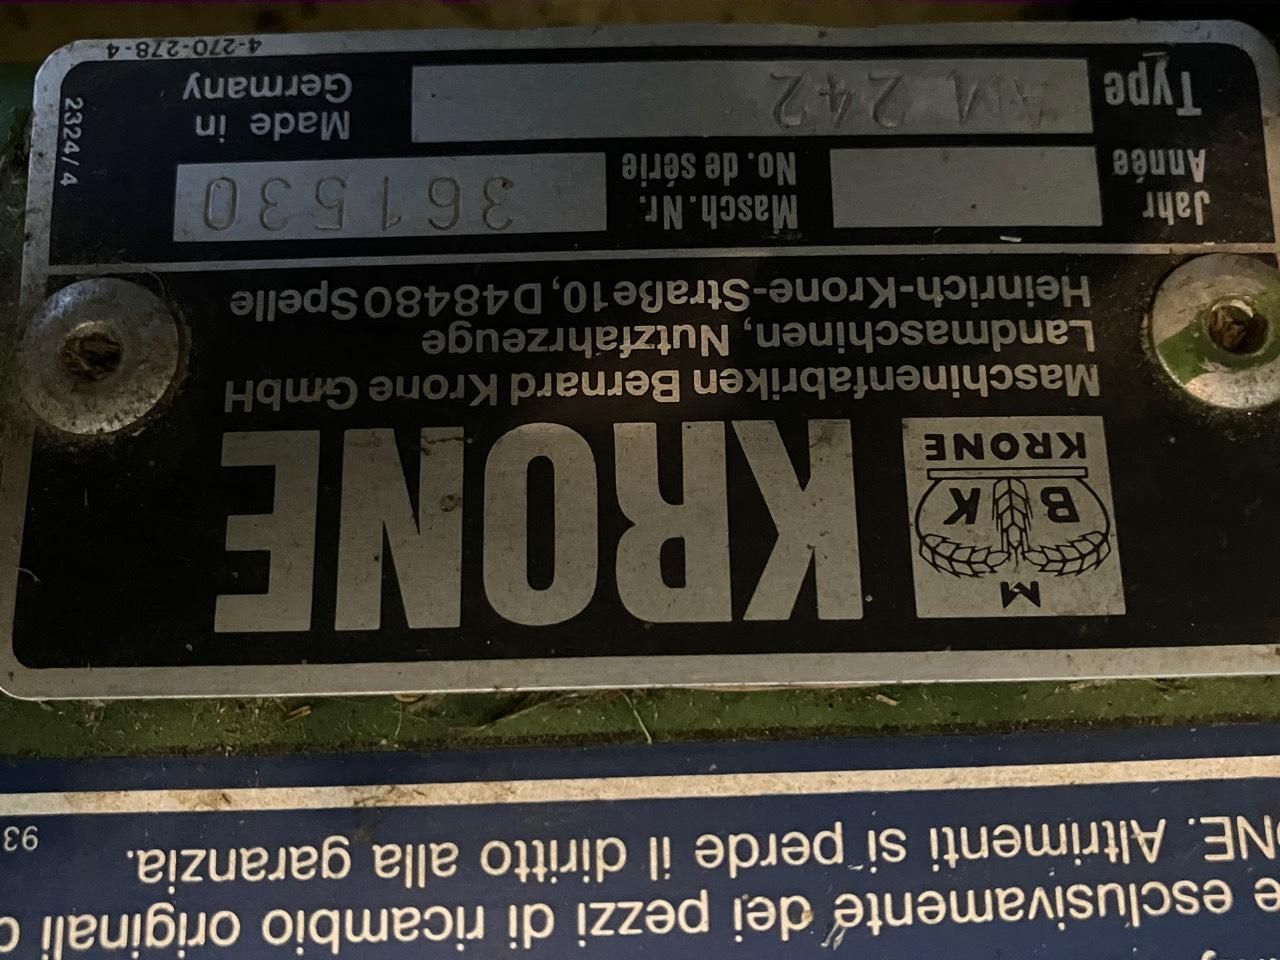 e esclusivamente dei pezzi di ricambio originali
NE. Altrimenti si perde il diritto alla garanzia.
93
M
B K
KRONE
KRONE
Maschinenfabriken Bernard Krone GmbH
Landmaschinen, Nutzfahrzeuge
Heinrich-Krone-Straße 10, D48480 Spelle
Jahr
Année
Masch. Nr.
No. de série
361530
Type
AM 242
Made in
Germany
2324/4
4-270-278-4